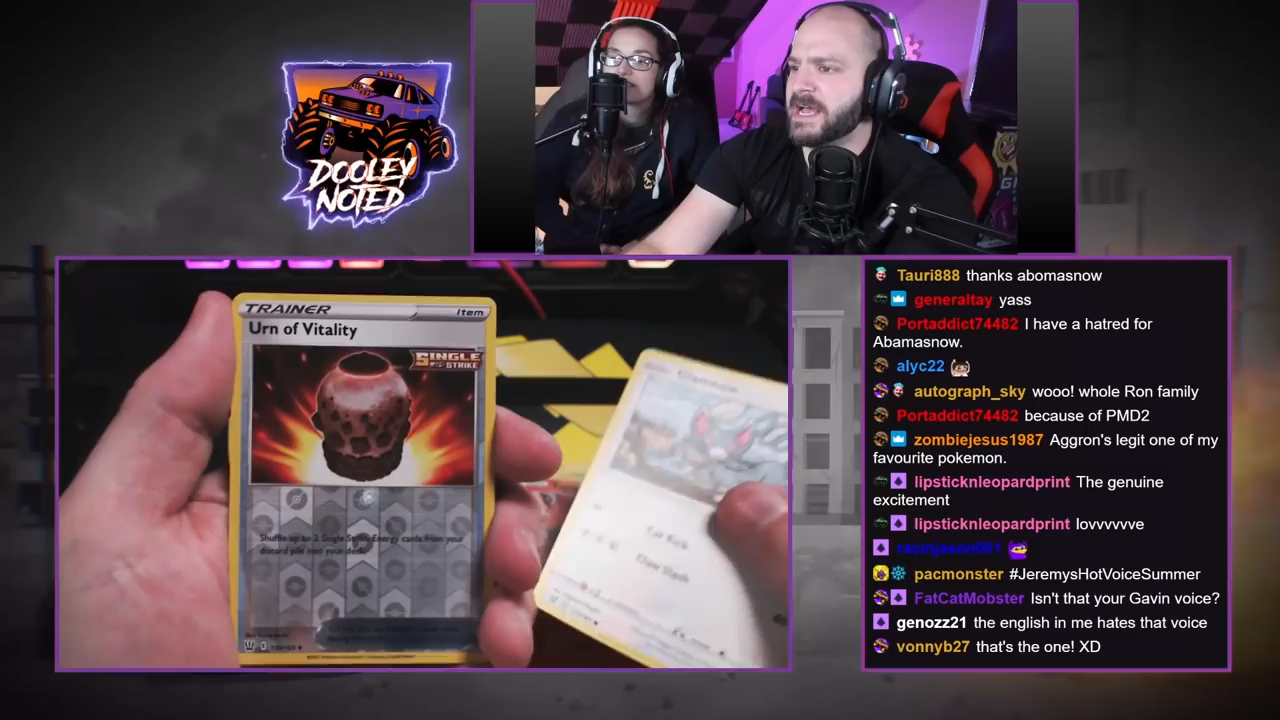 DOOLEY
NOTED
TRAINER
Item
Urn of Vitality
SINGLE
STRIKE
Shuffle up to 2 Single Strike Energy cards from your
discard pile into your deck.
Tauri888 thanks abomasnow
generaltay yass
Portaddict74482 I have a hatred for
Abamasnow.
alyc22
autograph_sky wooo! whole Ron family
Portaddict74482 because of PMD2
zombiejesus1987 Aggron's legit one of my
favourite pokemon.
lipsticknleopardprint The genuine
excitement
lipsticknleopardprint lovvvvvve
racinjason001
pacmonster #JeremysHotVoiceSummer
FatCatMobster Isn't that your Gavin voice?
genozz21 the english in me hates that voice
vonnyb27 that's the one! XD